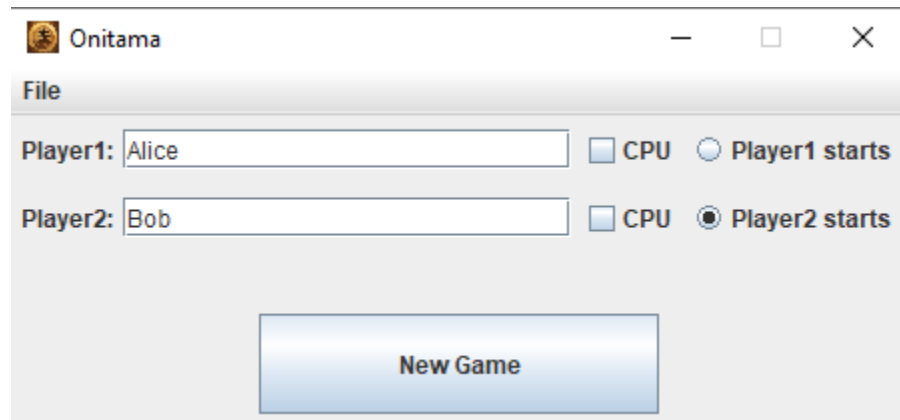 Onitama
File
Player1: Alice CPU Player1 starts
Player2: Bob CPU Player2 starts
New Game